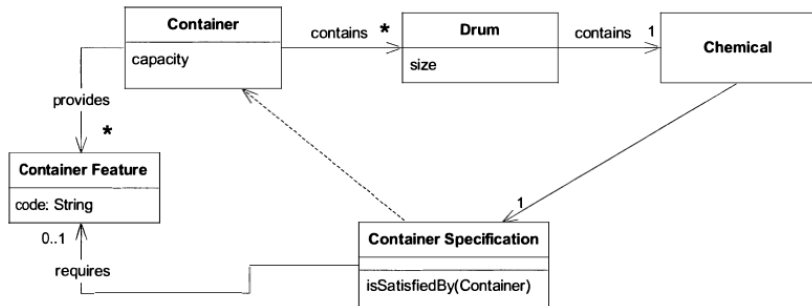 Container
capacity
contains *
Drum
size
contains 1
Chemical
provides
*
Container Feature
code: String
0..1
requires
1
Container Specification
isSatisfiedBy(Container)